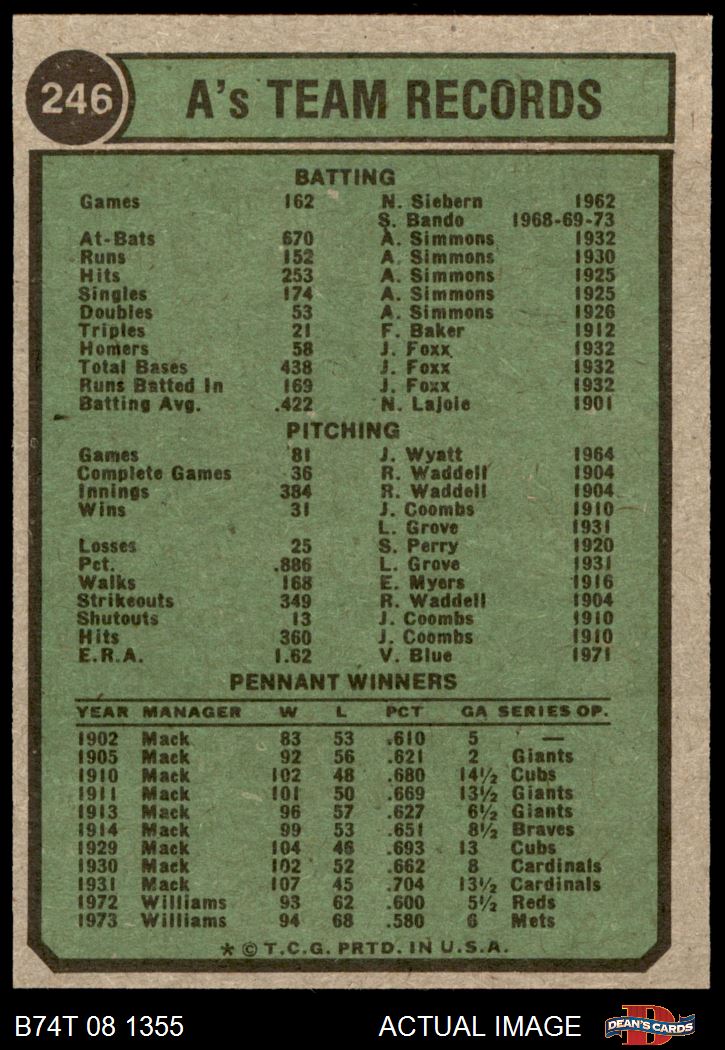 246 A's TEAM RECORDS
BATTING
Games 162 N. Siebern 1962
S. Bando 1968-69-73
At-Bats 670 A. Simmons 1932
Runs 152 A. Simmons 1930
Hits 253 A. Simmons 1925
Singles 174 A. Simmons 1925
Doubles 53 A. Simmons 1926
Triples 21 F. Baker 1912
Homers 58 J. Foxx 1932
Total Bases 438 J. Foxx 1932
Runs Batted In 169 J. Foxx 1932
Batting Avg. .422 N. Lajoie 1901
PITCHING
Games 81 J. Wyatt 1964
Complete Games 36 R. Waddell 1904
Innings 384 R. Waddell 1904
Wins 31 J. Coombs 1910
L. Grove 1931
Losses 25 S. Perry 1920
Pct. .886 L. Grove 1931
Walks 168 E. Myers 1916
Strikeouts 349 R. Waddell 1904
Shutouts 13 J. Coombs 1910
Hits 360 J. Coombs 1910
E.R.A. 1.62 V. Blue 1971
PENNANT WINNERS
YEAR MANAGER W L PCT GA SERIES OP.
1902 Mack 83 53 .610 5 —
1905 Mack 92 56 .621 2 Giants
1910 Mack 102 48 .680 14½ Cubs
1911 Mack 101 50 .669 13½ Giants
1913 Mack 96 57 .627 6½ Giants
1914 Mack 99 53 .651 8½ Braves
1929 Mack 104 46 .693 13 Cubs
1930 Mack 102 52 .662 8 Cardinals
1931 Mack 107 45 .704 13½ Cardinals
1972 Williams 93 62 .600 5½ Reds
1973 Williams 94 68 .580 6 Mets
* © T.C.G. PRTD. IN U.S.A.
B74T 08 1355 ACTUAL IMAGE D DEAN'S CARDS